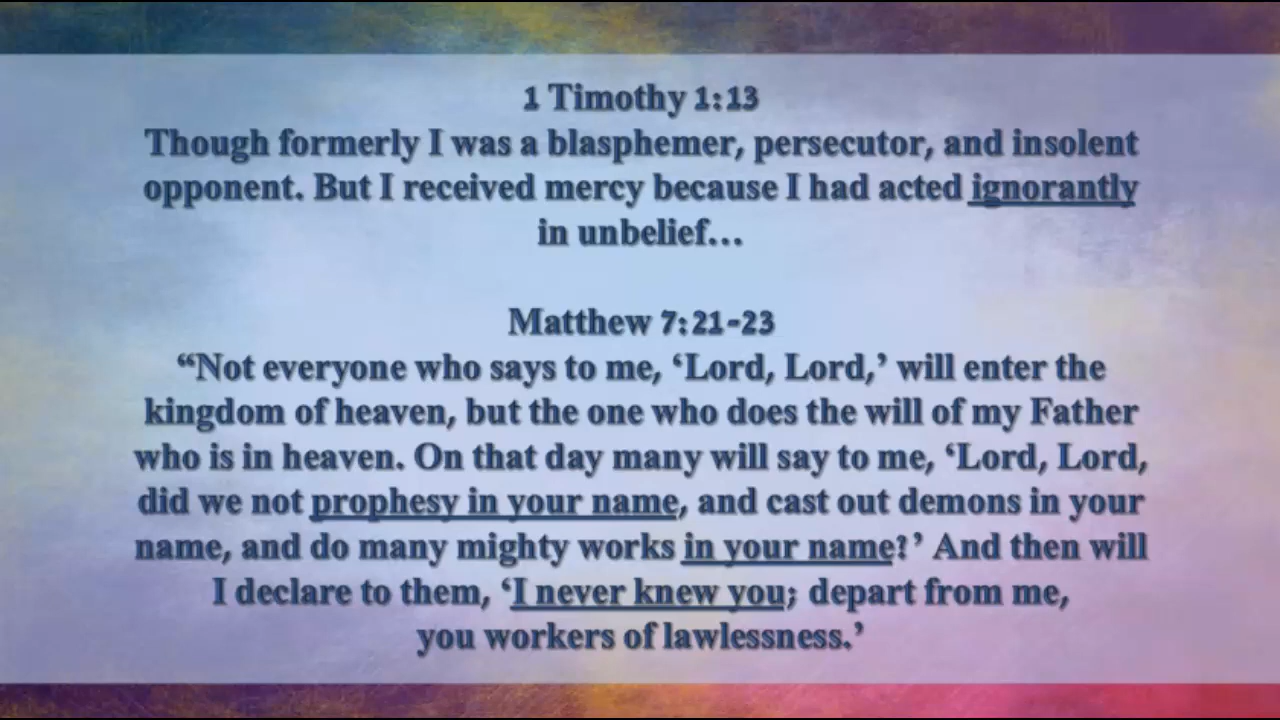 1 Timothy 1:13
Though formerly I was a blasphemer, persecutor, and insolent
opponent. But I received mercy because I had acted ignorantly
in unbelief…
Matthew 7:21-23
“Not everyone who says to me, ‘Lord, Lord,’ will enter the
kingdom of heaven, but the one who does the will of my Father
who is in heaven. On that day many will say to me, ‘Lord, Lord,
did we not prophesy in your name, and cast out demons in your
name, and do many mighty works in your name?’ And then will
I declare to them, ‘I never knew you; depart from me,
you workers of lawlessness.’